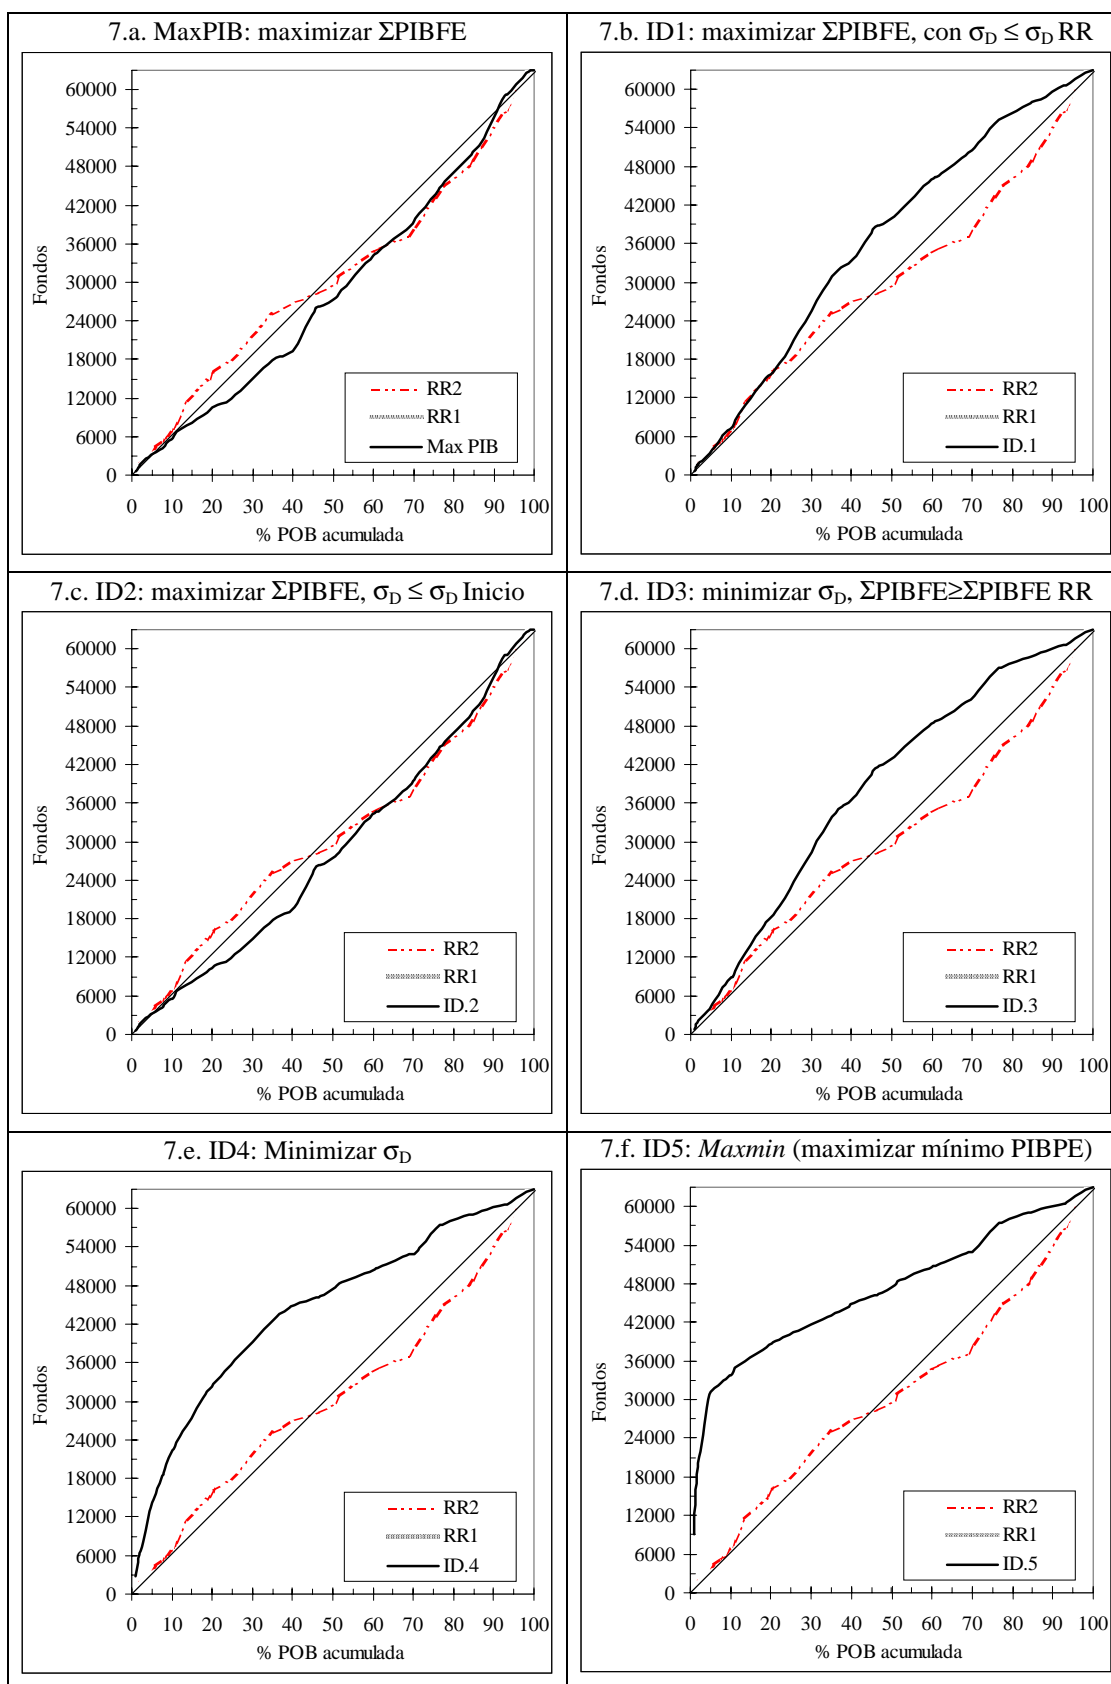 7.a. MaxPIB: maximizar ΣPIBFE
60000
54000
48000
42000
36000
30000
24000
18000
12000
6000
0
Fondos
RR2
RR1
Max PIB
0 10 20 30 40 50 60 70 80 90 100
% POB acumulada
7.b. ID1: maximizar ΣPIBFE, con σD ≤ σD RR
60000
54000
48000
42000
36000
30000
24000
18000
12000
6000
0
Fondos
RR2
RR1
ID.1
0 10 20 30 40 50 60 70 80 90 100
% POB acumulada
7.c. ID2: maximizar ΣPIBFE, σD ≤ σD Inicio
60000
54000
48000
42000
36000
30000
24000
18000
12000
6000
0
Fondos
RR2
RR1
ID.2
0 10 20 30 40 50 60 70 80 90 100
% POB acumulada
7.d. ID3: minimizar σD, ΣPIBFE≥ΣPIBFE RR
60000
54000
48000
42000
36000
30000
24000
18000
12000
6000
0
Fondos
RR2
RR1
ID.3
0 10 20 30 40 50 60 70 80 90 100
% POB acumulada
7.e. ID4: Minimizar σD
60000
54000
48000
42000
36000
30000
24000
18000
12000
6000
0
Fondos
RR2
RR1
ID.4
0 10 20 30 40 50 60 70 80 90 100
% POB acumulada
7.f. ID5: Maxmin (maximizar mínimo PIBPE)
60000
54000
48000
42000
36000
30000
24000
18000
12000
6000
0
Fondos
RR2
RR1
ID.5
0 10 20 30 40 50 60 70 80 90 100
% POB acumulada